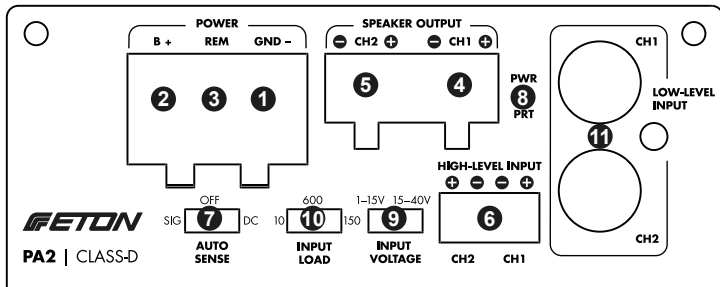 POWER
B + REM GND –
2 3 1
SPEAKER OUTPUT
– CH2 + – CH1 +
5 4
PWR
8
PRT
CH1
LOW-LEVEL
INPUT
11
CH2
HIGH-LEVEL INPUT
+ – – +
6
CH2 CH1
OFF
SIG 7 DC
AUTO
SENSE
600
10 10 150
INPUT
LOAD
1–15V 15–40V
9
INPUT
VOLTAGE
ETON
PA2 | CLASS-D